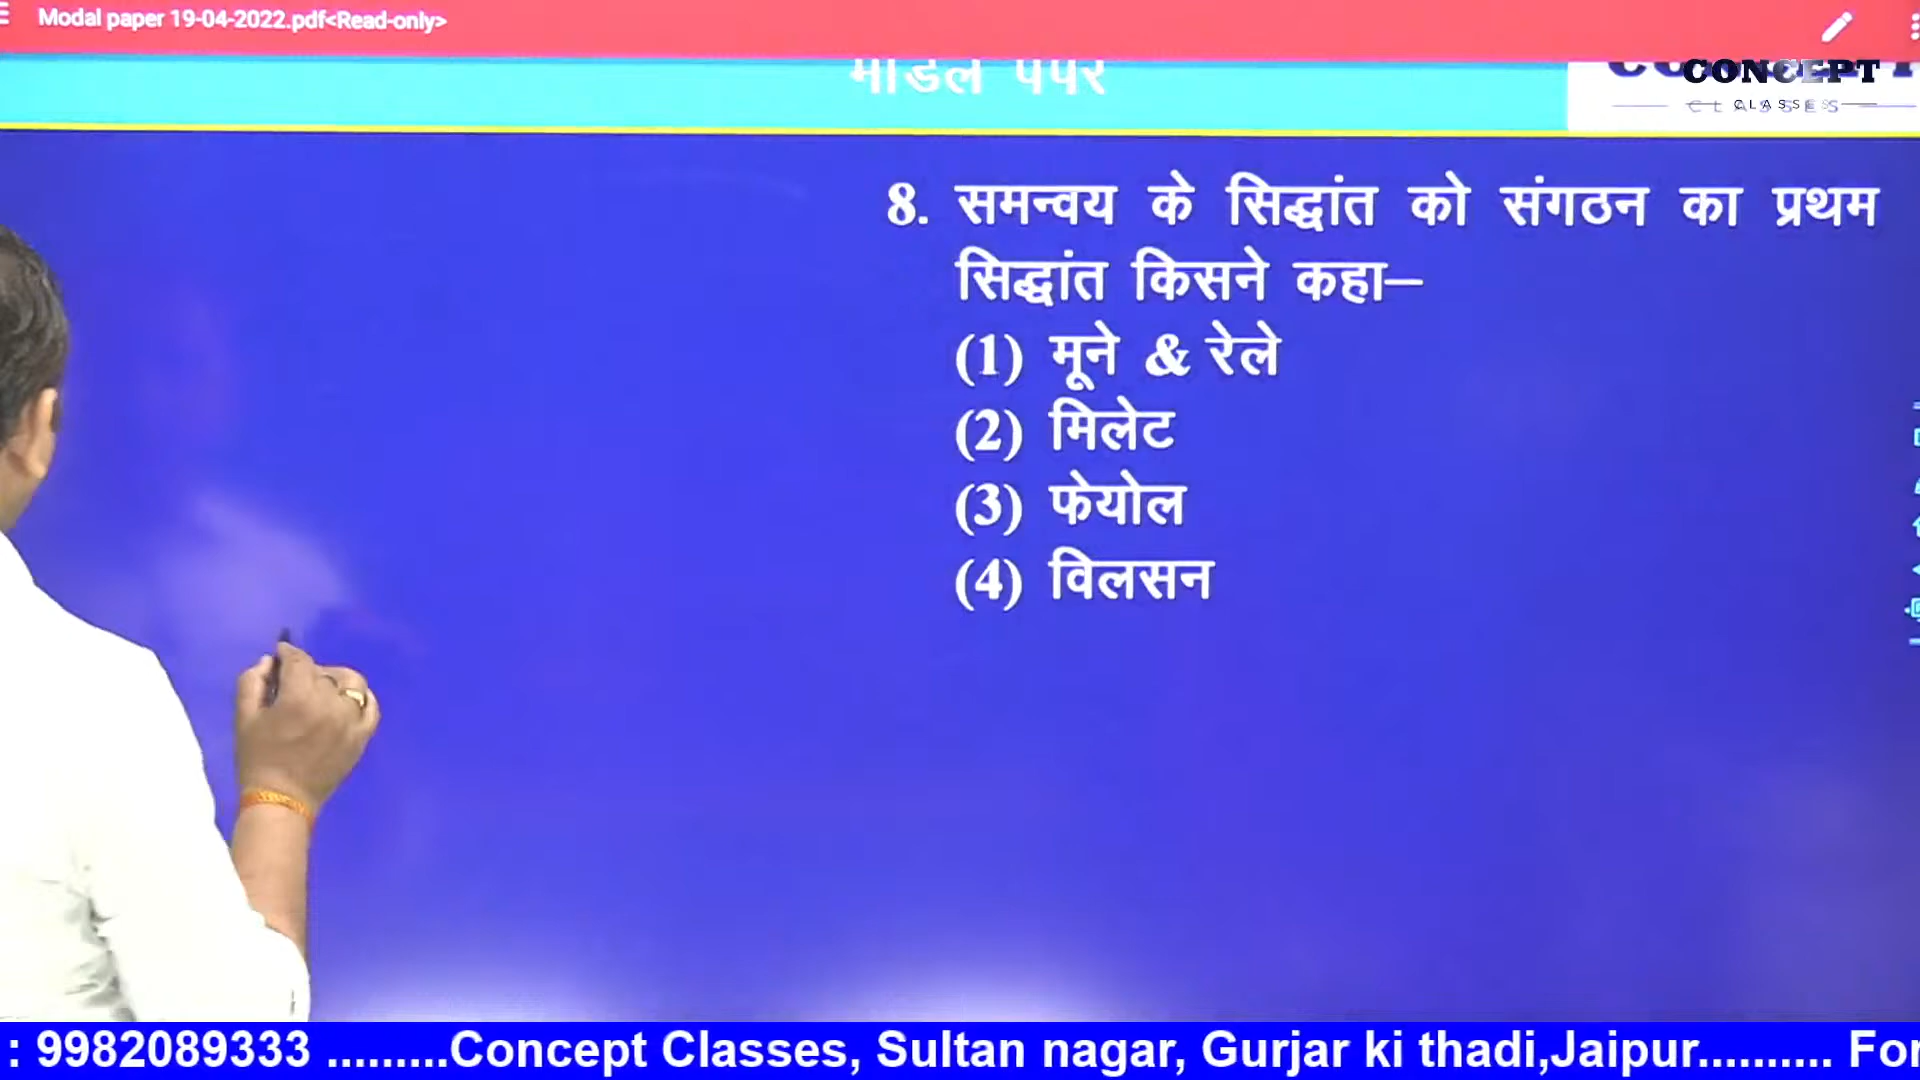 Modal paper 19-04-2022.pdf<Read-only>
मॉडल पेपर
CONCEPT
CLASSES
8. समन्वय के सिद्धांत को संगठन का प्रथम
सिद्धांत किसने कहा–
(1) मूने & रेले
(2) मिलेट
(3) फेयोल
(4) विलसन
: 9982089333 .........Concept Classes, Sultan nagar, Gurjar ki thadi,Jaipur.......... For